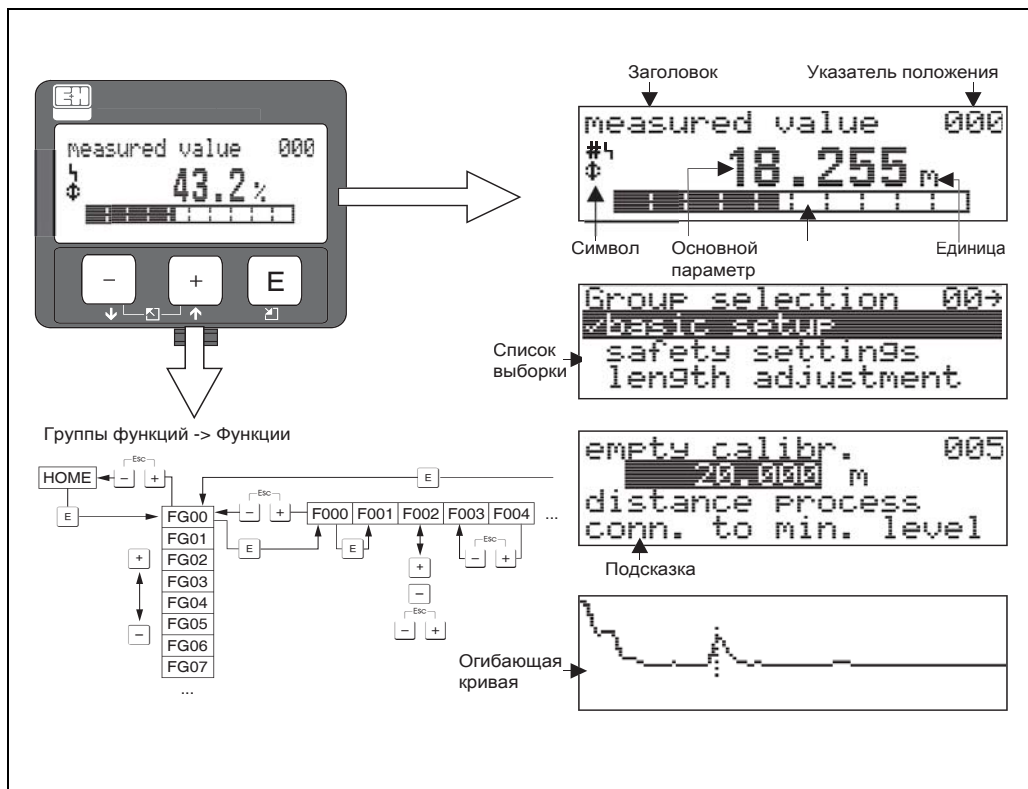 E+H
measured value 000
43.2 %
- + E
Группы функций -> Функции
HOME
Esc
- +
E
E
FG00
FG01
FG02
FG03
FG04
FG05
FG06
FG07
...
+
-
Esc
- +
E
F000 F001 F002 F003 F004 ...
E
+
-
Esc
- +
Esc
- +
Заголовок
Указатель положения
measured value 000
# 18.255 m
Символ
Основной
параметр
Единица
Group selection 00→
✓basic setup
safety settings
length adjustment
Список
выборки
empty calibr. 005
20.000 m
distance process
conn. to min. level
Подсказка
Огибающая
кривая